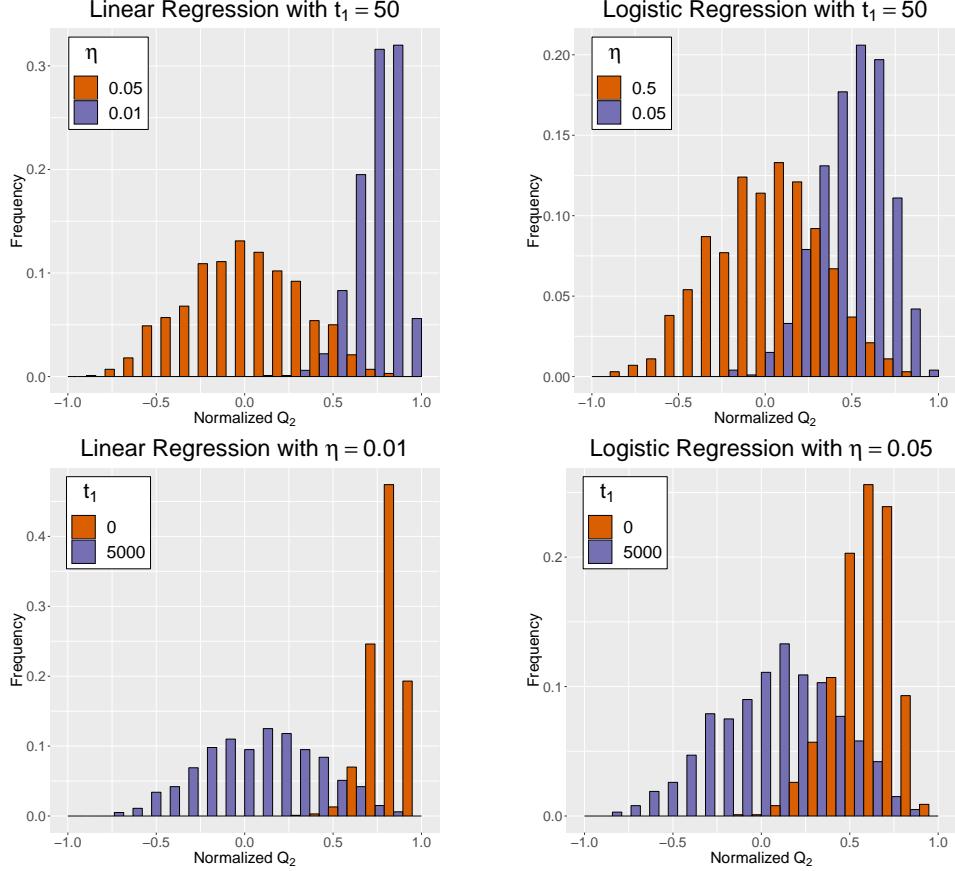 Linear Regression with t₁ = 50
η
0.05
0.01
Frequency
0.3
0.2
0.1
0.0
−1.0 −0.5 0.0 0.5 1.0
Normalized Q₂
Logistic Regression with t₁ = 50
η
0.5
0.05
Frequency
0.20
0.15
0.10
0.05
0.00
−1.0 −0.5 0.0 0.5 1.0
Normalized Q₂
Linear Regression with η = 0.01
t₁
0
5000
Frequency
0.4
0.3
0.2
0.1
0.0
−1.0 −0.5 0.0 0.5 1.0
Normalized Q₂
Logistic Regression with η = 0.05
t₁
0
5000
Frequency
0.2
0.1
0.0
−1.0 −0.5 0.0 0.5 1.0
Normalized Q₂